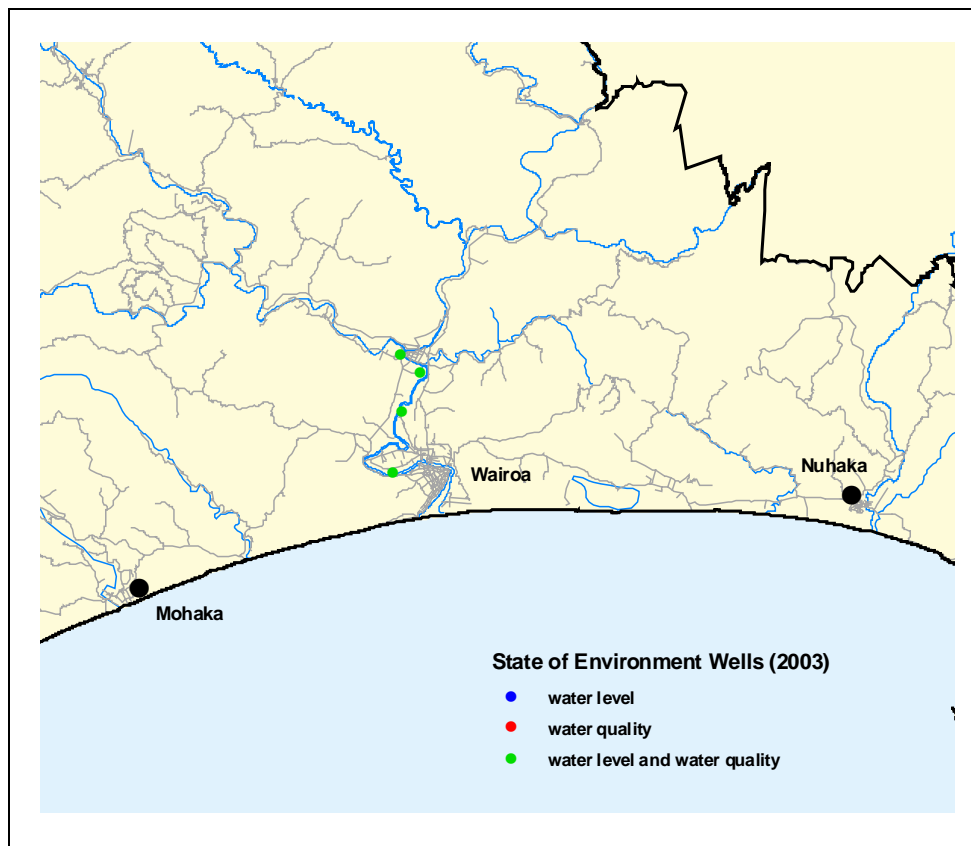 Wairoa
Nuhaka
Mohaka
State of Environment Wells (2003)
water level
water quality
water level and water quality